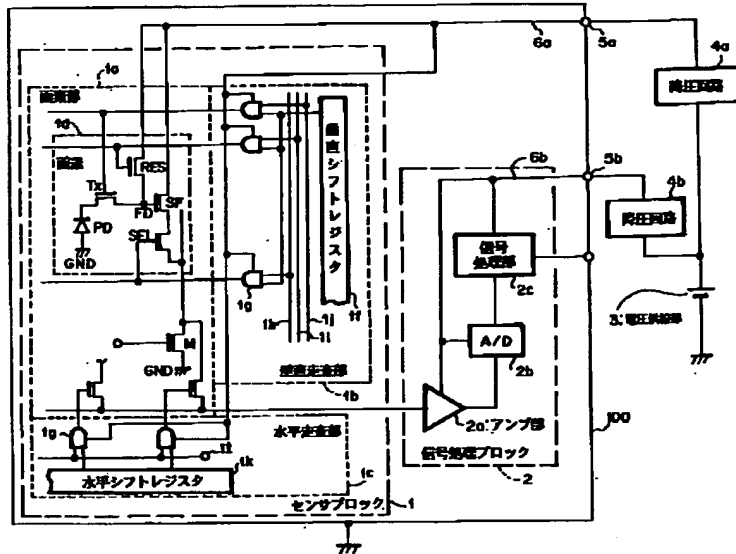 6a
5a
4a
降圧回路
1a
画素部
1d
画素
RES
Tx
FD
SF
PD
SEL
GND
垂直シフトレジスタ
1g
1h
1i
1j
1f
垂直走査部
1b
M
GND
6b
5b
4b
降圧回路
信号処理部
2c
A/D
2b
2a:アンプ部
信号処理ブロック
2
3:電圧供給部
100
水平走査部
1g
1k
1c
水平シフトレジスタ
センサブロック
1